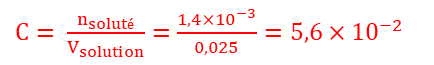 C = n_soluté / V_solution = 1,4×10⁻³ / 0,025 = 5,6 × 10⁻²